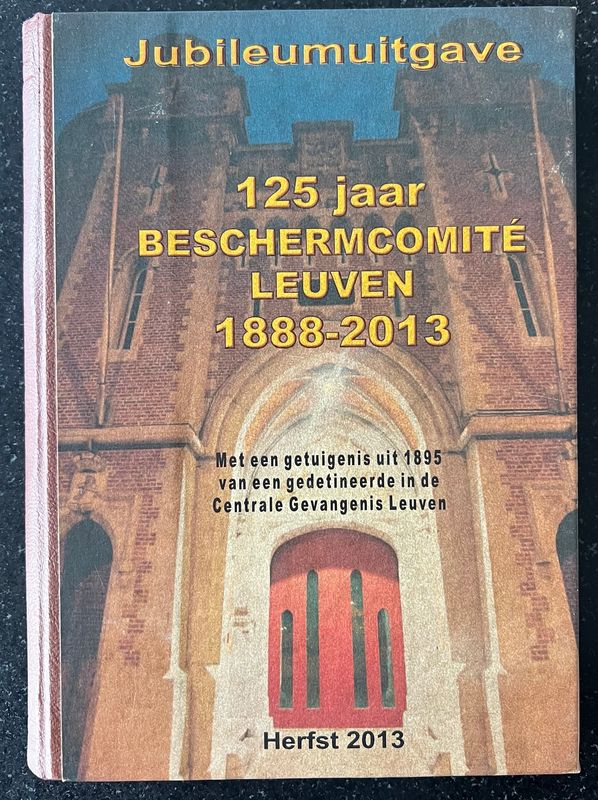 Jubileumuitgave
125 jaar
BESCHERMCOMITÉ
LEUVEN
1888-2013
Met een getuigenis uit 1895
van een gedetineerde in de
Centrale Gevangenis Leuven
Herfst 2013